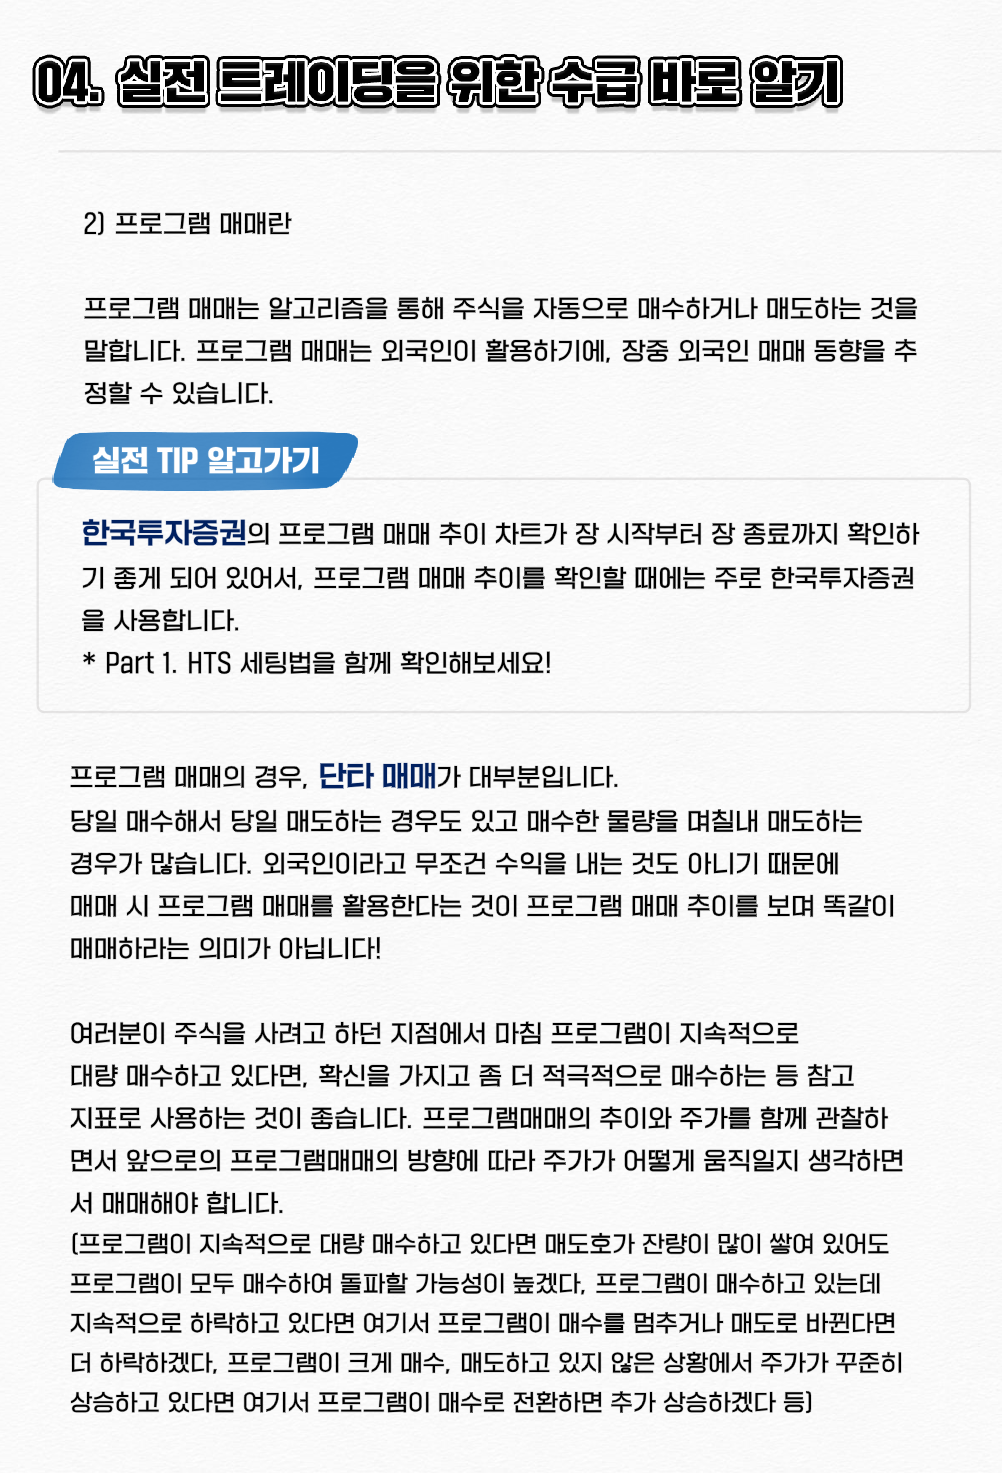 04. 실전 트레이딩을 위한 수급 바로 알기
2) 프로그램 매매란
프로그램 매매는 알고리즘을 통해 주식을 자동으로 매수하거나 매도하는 것을
말합니다. 프로그램 매매는 외국인이 활용하기에, 장중 외국인 매매 동향을 추
정할 수 있습니다.
실전 TIP 알고가기
한국투자증권의 프로그램 매매 추이 차트가 장 시작부터 장 종료까지 확인하
기 좋게 되어 있어서, 프로그램 매매 추이를 확인할 때에는 주로 한국투자증권
을 사용합니다.
* Part 1. HTS 세팅법을 함께 확인해보세요!
프로그램 매매의 경우, 단타 매매가 대부분입니다.
당일 매수해서 당일 매도하는 경우도 있고 매수한 물량을 며칠내 매도하는
경우가 많습니다. 외국인이라고 무조건 수익을 내는 것도 아니기 때문에
매매 시 프로그램 매매를 활용한다는 것이 프로그램 매매 추이를 보며 똑같이
매매하라는 의미가 아닙니다!
여러분이 주식을 사려고 하던 지점에서 마침 프로그램이 지속적으로
대량 매수하고 있다면, 확신을 가지고 좀 더 적극적으로 매수하는 등 참고
지표로 사용하는 것이 좋습니다. 프로그램매매의 추이와 주가를 함께 관찰하
면서 앞으로의 프로그램매매의 방향에 따라 주가가 어떻게 움직일지 생각하면
서 매매해야 합니다.
(프로그램이 지속적으로 대량 매수하고 있다면 매도호가 잔량이 많이 쌓여 있어도
프로그램이 모두 매수하여 돌파할 가능성이 높겠다, 프로그램이 매수하고 있는데
지속적으로 하락하고 있다면 여기서 프로그램이 매수를 멈추거나 매도로 바뀐다면
더 하락하겠다, 프로그램이 크게 매수, 매도하고 있지 않은 상황에서 주가가 꾸준히
상승하고 있다면 여기서 프로그램이 매수로 전환하면 추가 상승하겠다 등)